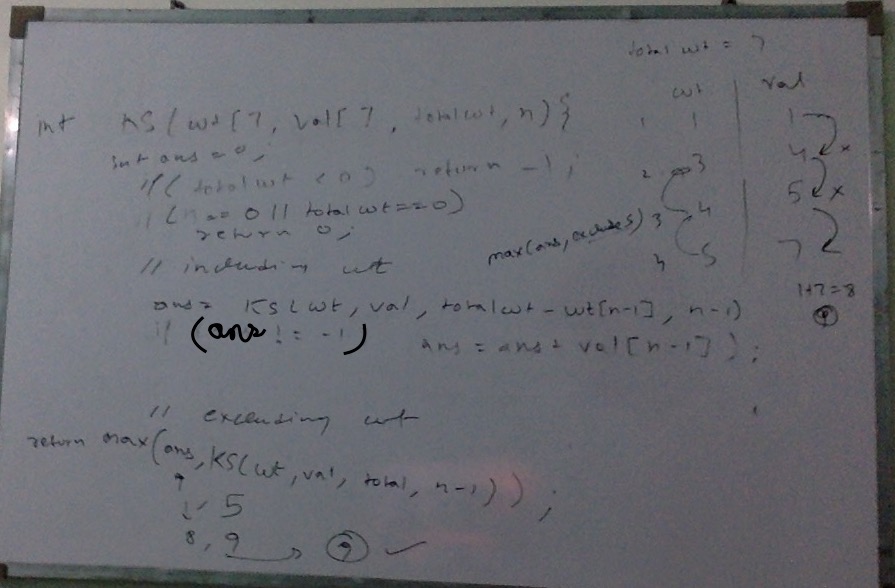 total wt = 7
wt | val
int KS(wt[], val[], totalwt, n){
1 1 | 1
int ans = 0;
2 3 | 4 x
if(totalwt < 0) return -1;
if(n == 0 || totalwt == 0)
return 0;
3 4 | 5 x
max(ans, exclude5)
4 5 | 7
// including wt
1+7=8
9
ans = KS(wt, val, totalwt - wt[n-1], n-1)
if (ans != -1) ans = ans + val[n-1]);
// excluding wt
return max(ans, KS(wt, val, total, n-1));
5
8, 9 → 9 ✓